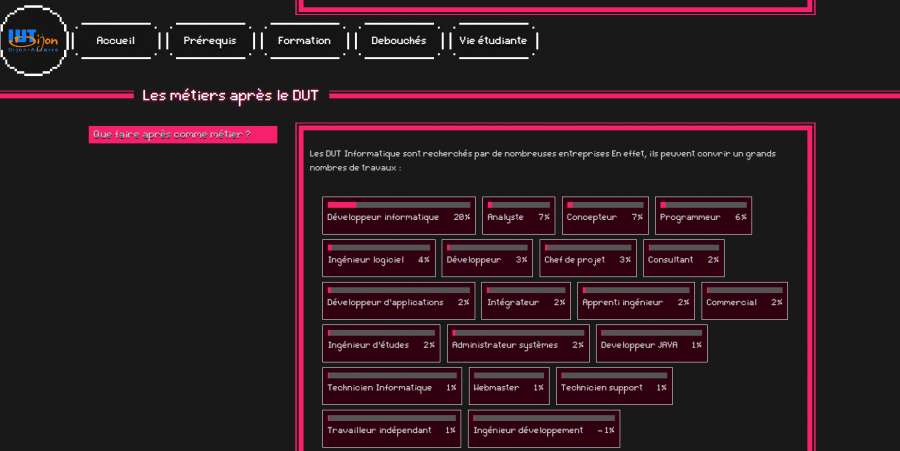 IUT Dijon
Dijon-Auxerre
Accueil
Prérequis
Formation
Debouchés
Vie étudiante
Les métiers après le DUT
Que faire après comme métier ?
Les DUT Informatique sont recherchés par de nombreuses entreprises En effet, ils peuvent convrir un grands
nombres de travaux :
Développeur informatique 20%
Analyste 7%
Concepteur 7%
Programmeur 6%
Ingénieur logiciel 4%
Développeur 3%
Chef de projet 3%
Consultant 2%
Développeur d'applications 2%
Intégrateur 2%
Apprenti ingénieur 2%
Commercial 2%
Ingénieur d'études 2%
Administrateur systèmes 2%
Developpeur JAVA 1%
Technicien Informatique 1%
Webmaster 1%
Technicien support 1%
Travailleur indépendant 1%
Ingénieur développement -1%